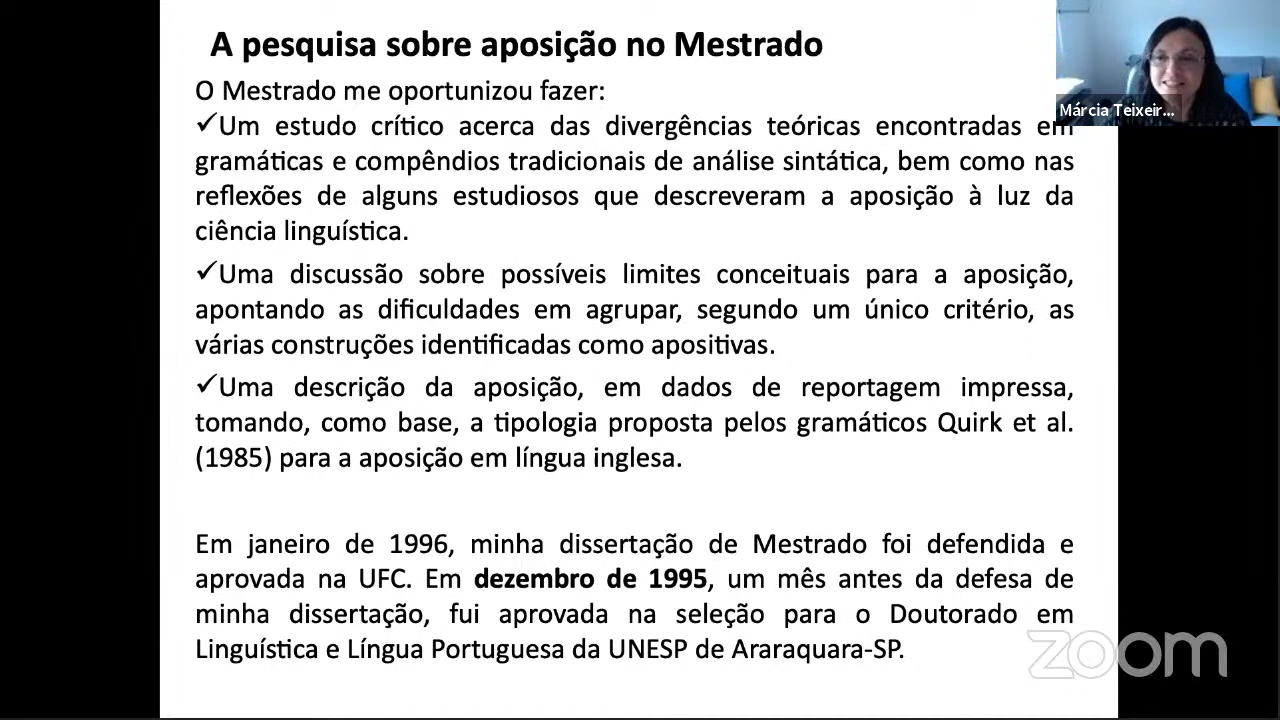 A pesquisa sobre aposição no Mestrado
O Mestrado me oportunizou fazer:
✓Um estudo crítico acerca das divergências teóricas encontradas em
gramáticas e compêndios tradicionais de análise sintática, bem como nas
reflexões de alguns estudiosos que descreveram a aposição à luz da
ciência linguística.
✓Uma discussão sobre possíveis limites conceituais para a aposição,
apontando as dificuldades em agrupar, segundo um único critério, as
várias construções identificadas como apositivas.
✓Uma descrição da aposição, em dados de reportagem impressa,
tomando, como base, a tipologia proposta pelos gramáticos Quirk et al.
(1985) para a aposição em língua inglesa.
Em janeiro de 1996, minha dissertação de Mestrado foi defendida e
aprovada na UFC. Em dezembro de 1995, um mês antes da defesa de
minha dissertação, fui aprovada na seleção para o Doutorado em
Linguística e Língua Portuguesa da UNESP de Araraquara-SP.
Márcia Teixeir...
zoom